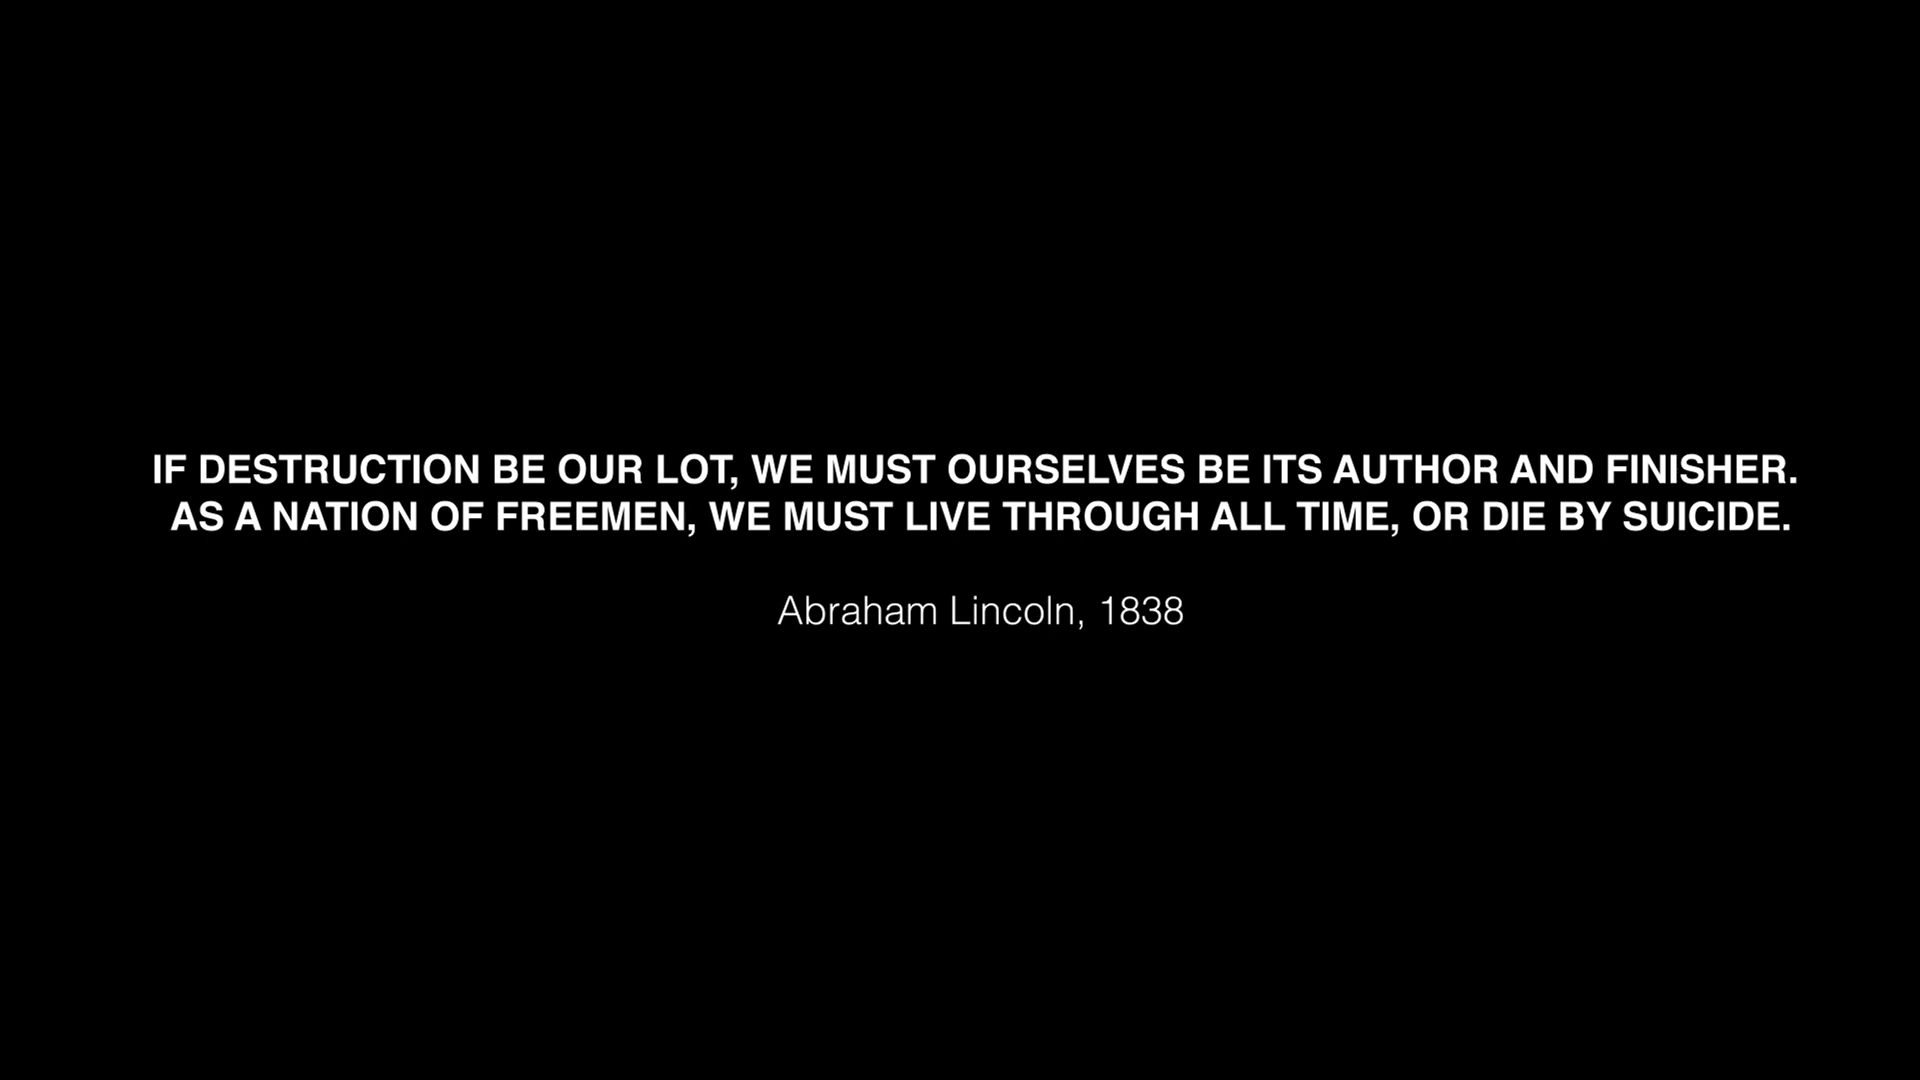 IF DESTRUCTION BE OUR LOT, WE MUST OURSELVES BE ITS AUTHOR AND FINISHER.
AS A NATION OF FREEMEN, WE MUST LIVE THROUGH ALL TIME, OR DIE BY SUICIDE.
Abraham Lincoln, 1838